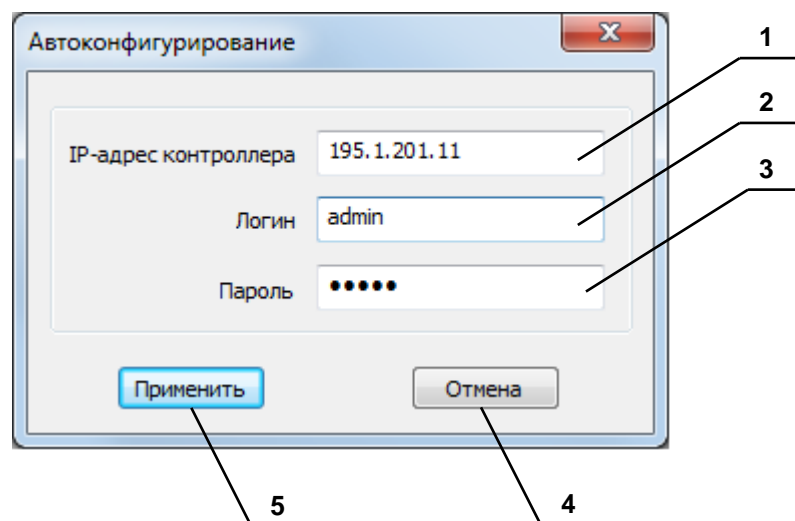 Автоконфигурирование
1
2
IP-адрес контроллера 195.1.201.11
3
Логин admin
Пароль •••••
Применить Отмена
5 4